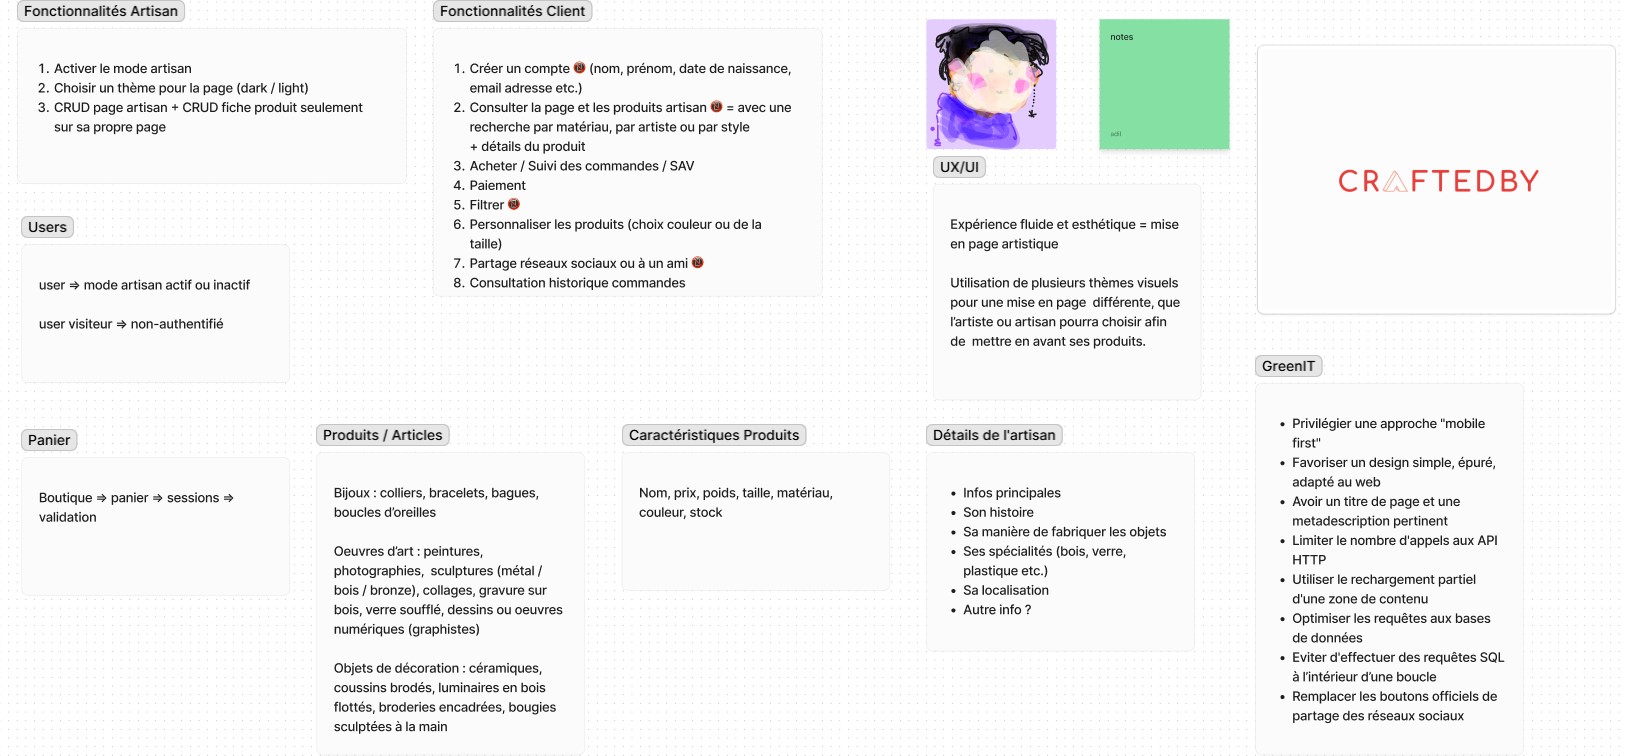 Fonctionnalités Artisan
1. Activer le mode artisan
2. Choisir un thème pour la page (dark / light)
3. CRUD page artisan + CRUD fiche produit seulement
sur sa propre page
Fonctionnalités Client
1. Créer un compte (nom, prénom, date de naissance,
email adresse etc.)
2. Consulter la page et les produits artisan = avec une
recherche par matériau, par artiste ou par style
+ détails du produit
3. Acheter / Suivi des commandes / SAV
4. Paiement
5. Filtrer
6. Personnaliser les produits (choix couleur ou de la
taille)
7. Partage réseaux sociaux ou à un ami
8. Consultation historique commandes
notes
adil
CRAFTEDBY
UX/UI
Expérience fluide et esthétique = mise
en page artistique
Utilisation de plusieurs thèmes visuels
pour une mise en page différente, que
l'artiste ou artisan pourra choisir afin
de mettre en avant ses produits.
Users
user ⇒ mode artisan actif ou inactif
user visiteur ⇒ non-authentifié
Panier
Boutique ⇒ panier ⇒ sessions ⇒
validation
Produits / Articles
Bijoux : colliers, bracelets, bagues,
boucles d'oreilles
Oeuvres d'art : peintures,
photographies, sculptures (métal /
bois / bronze), collages, gravure sur
bois, verre soufflé, dessins ou oeuvres
numériques (graphistes)
Objets de décoration : céramiques,
coussins brodés, luminaires en bois
flottés, broderies encadrées, bougies
sculptées à la main
Caractéristiques Produits
Nom, prix, poids, taille, matériau,
couleur, stock
Détails de l'artisan
• Infos principales
• Son histoire
• Sa manière de fabriquer les objets
• Ses spécialités (bois, verre,
plastique etc.)
• Sa localisation
• Autre info ?
GreenIT
• Privilégier une approche "mobile
first"
• Favoriser un design simple, épuré,
adapté au web
• Avoir un titre de page et une
metadescription pertinent
• Limiter le nombre d'appels aux API
HTTP
• Utiliser le rechargement partiel
d'une zone de contenu
• Optimiser les requêtes aux bases
de données
• Eviter d'effectuer des requêtes SQL
à l'intérieur d'une boucle
• Remplacer les boutons officiels de
partage des réseaux sociaux